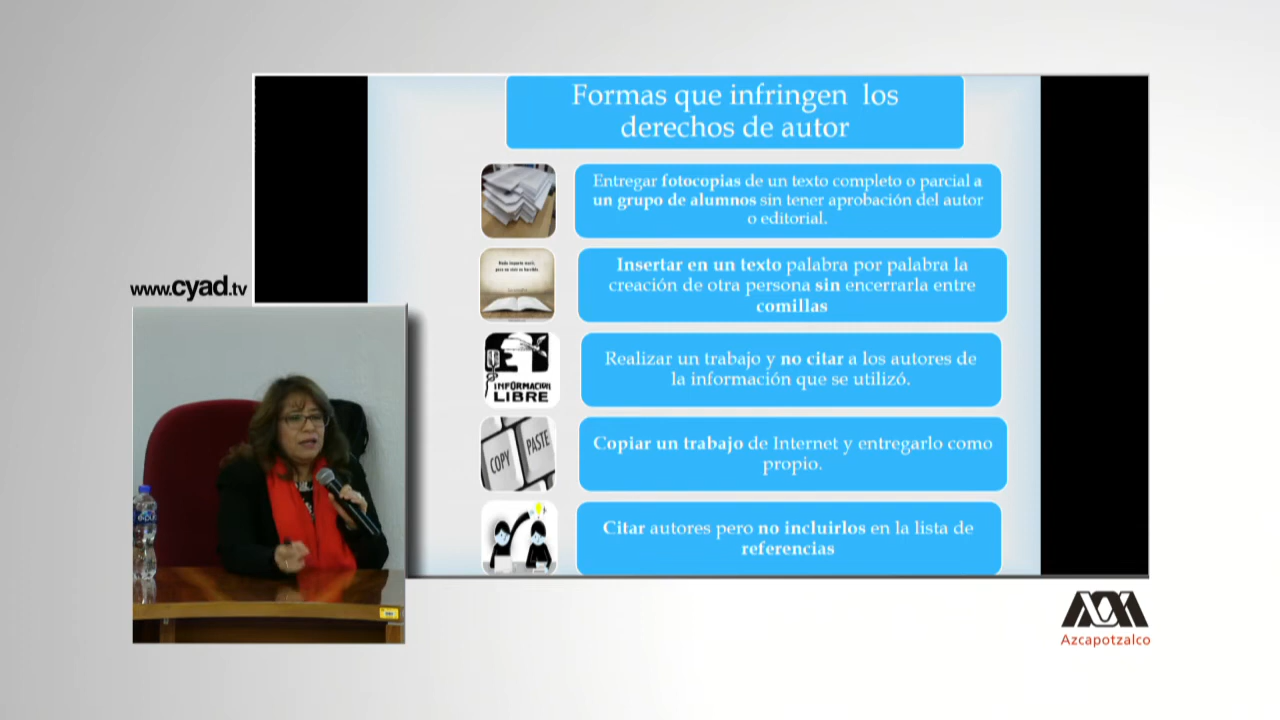 Formas que infringen los
derechos de autor
Entregar fotocopias de un texto completo o parcial a
un grupo de alumnos sin tener aprobación del autor
o editorial.
Insertar en un texto palabra por palabra la
creación de otra persona sin encerrarla entre
comillas
INFORMACION
LIBRE
Realizar un trabajo y no citar a los autores de
la información que se utilizó.
COPY
PASTE
Copiar un trabajo de Internet y entregarlo como
propio.
Citar autores pero no incluirlos en la lista de
referencias
www.cyad.tv
Azcapotzalco